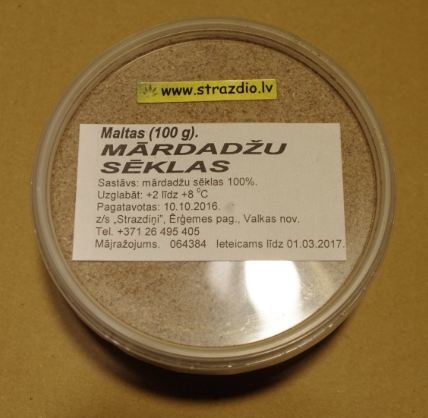 www.strazdio.lv
Maltas (100 g).
MĀRDADŽU
SĒKLAS
Sastāvs: mārdadžu sēklas 100%.
Uzglabāt: +2 līdz +8 °C
Pagatavotas: 10.10.2016.
z/s „Strazdiņi”, Ērģemes pag., Valkas nov.
Tel. +371 26 495 405
Mājražojums. 064384 Ieteicams līdz 01.03.2017.